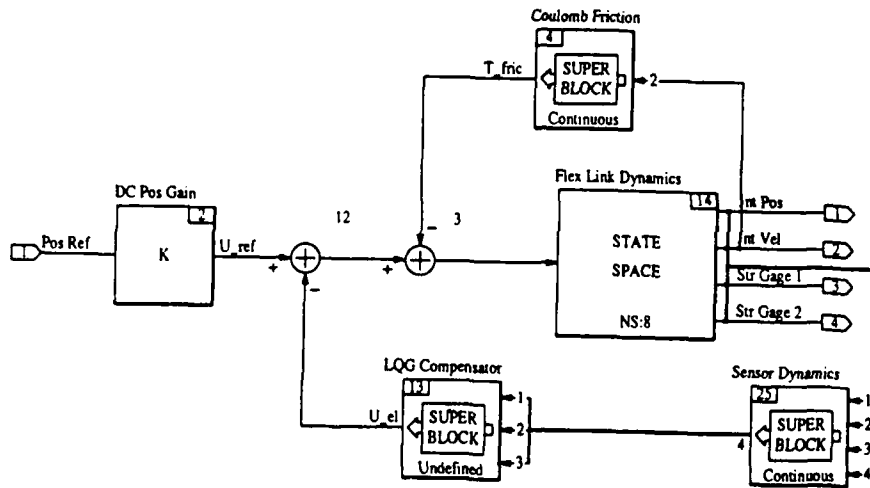 Coulomb Friction
4
SUPER
BLOCK
Continuous
2
T_fric
DC Pos Gain
2
K
1 Pos Ref
U_ref
+
12
−
3
+
−
Flex Link Dynamics
14
STATE
SPACE
NS:8
nt Pos
1
nt Vel
2
Str Gage 1
3
Str Gage 2
4
LQG Compensator
13
SUPER
BLOCK
Undefined
1
2
3
U_el
Sensor Dynamics
25
SUPER
BLOCK
Continuous
4
1
2
3
4